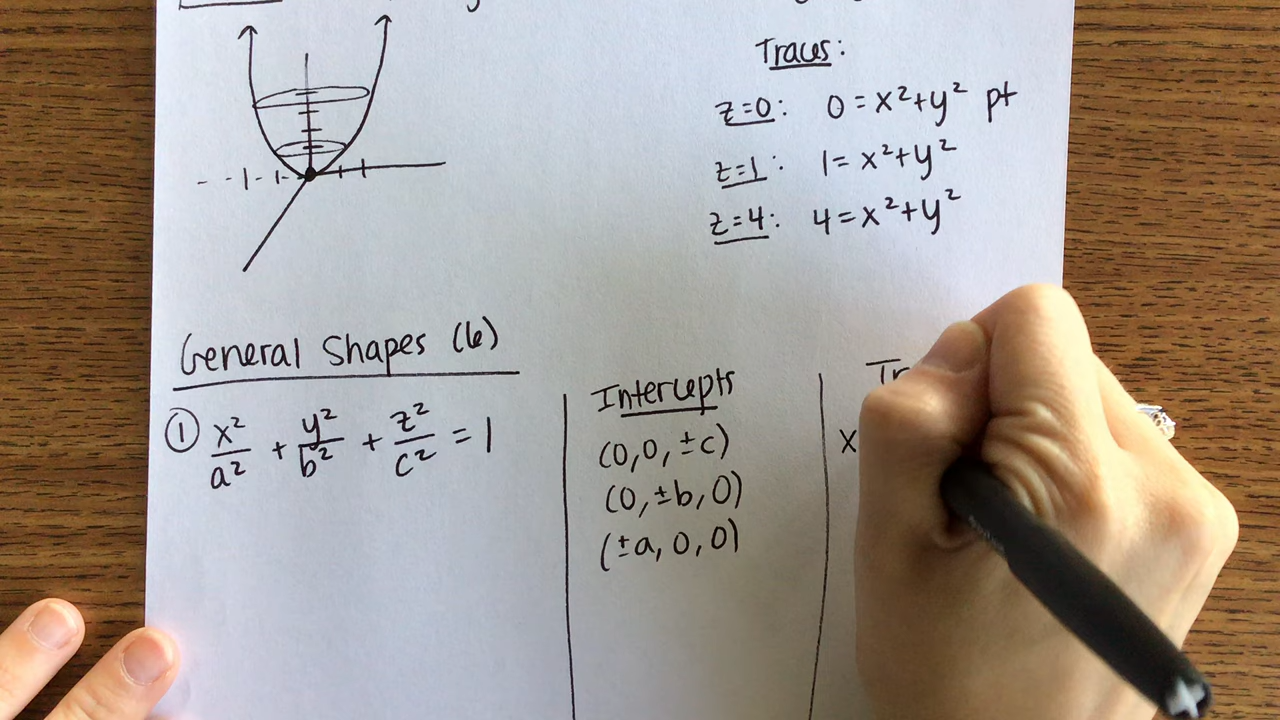 Traces:
z=0: 0=x²+y² pt
z=1: 1=x²+y²
z=4: 4=x²+y²
General Shapes (6)
① x²/a² + y²/b² + z²/c² = 1
Intercepts
(0,0,±c)
(0,±b,0)
(±a,0,0)
x